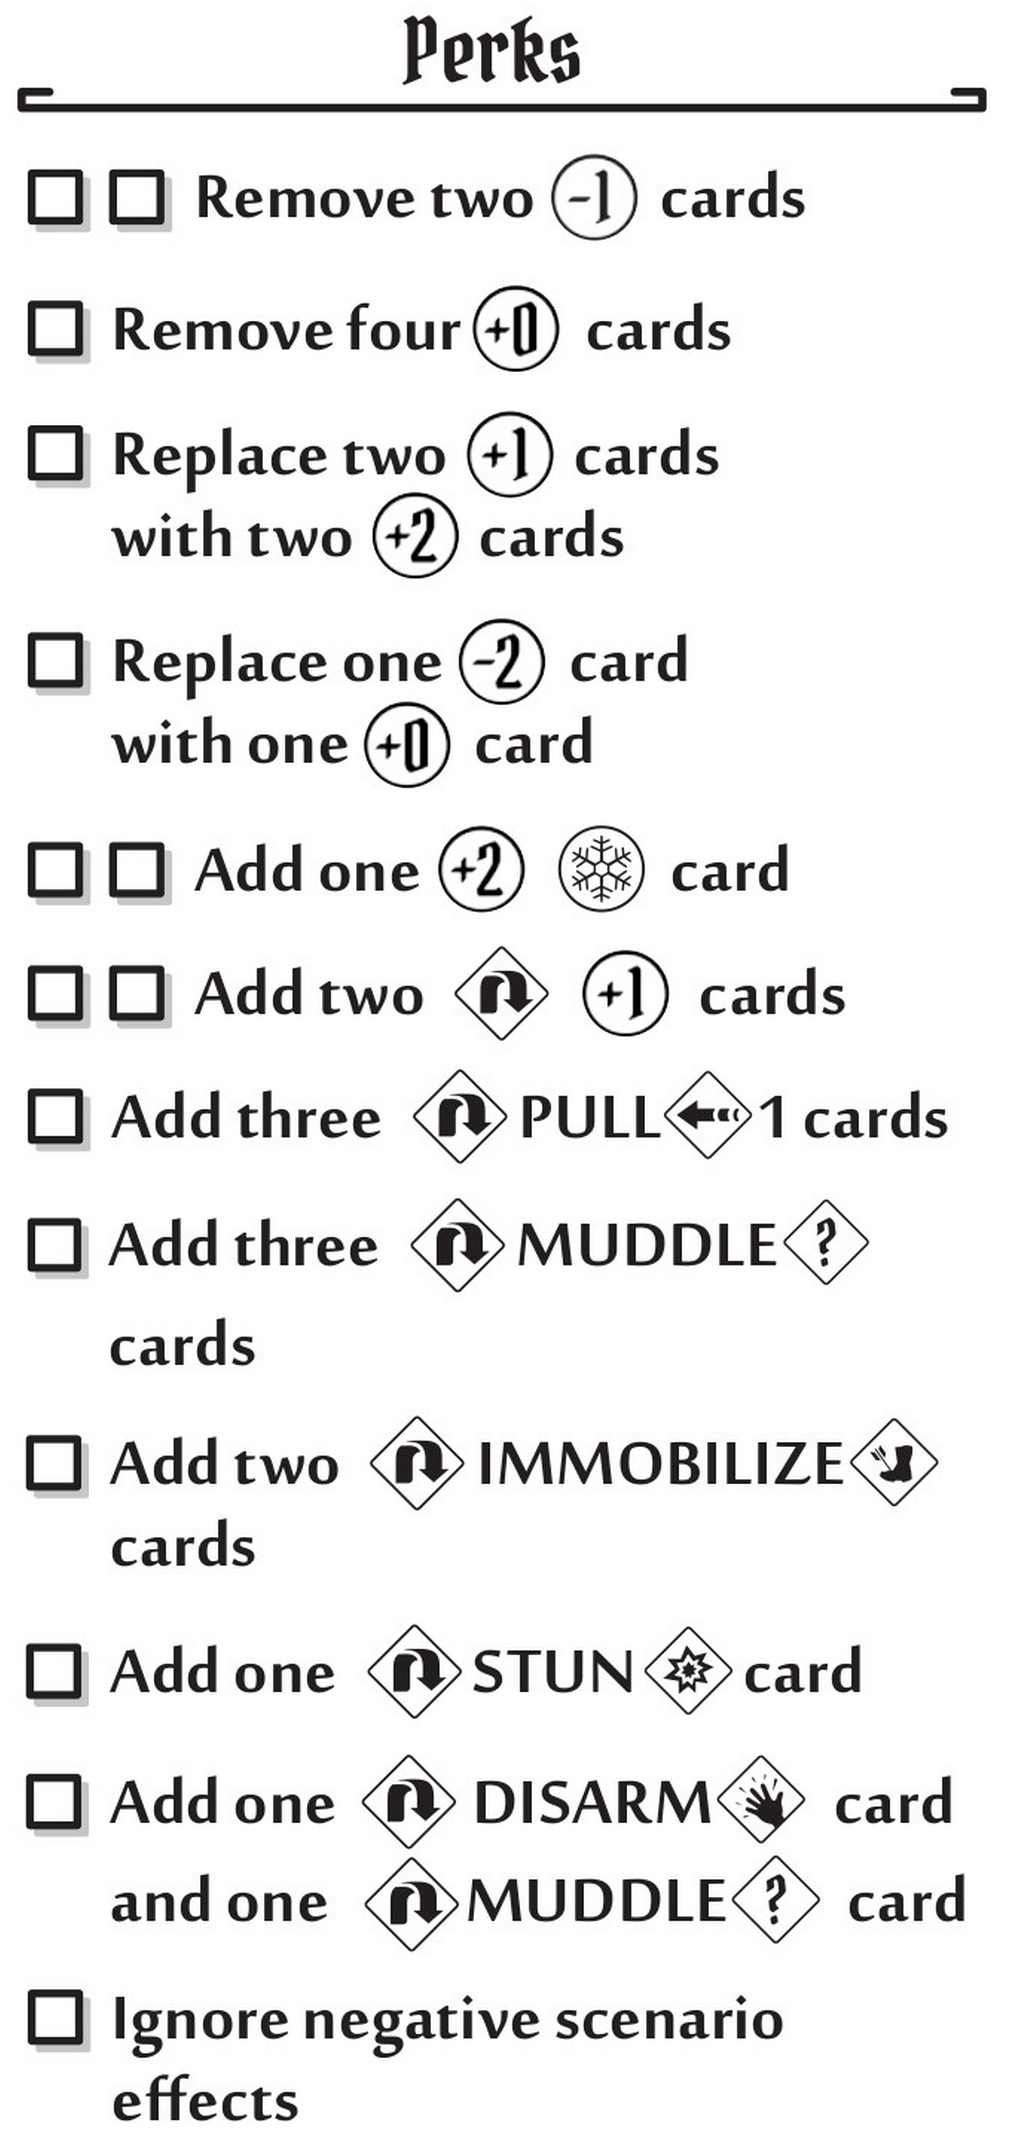 Perks
Remove two -1 cards
Remove four +0 cards
Replace two +1 cards
with two +2 cards
Replace one -2 card
with one +0 card
Add one +2 card
Add two +1 cards
Add three PULL 1 cards
Add three MUDDLE ?
cards
Add two IMMOBILIZE
cards
Add one STUN card
Add one DISARM card
and one MUDDLE ? card
Ignore negative scenario
effects